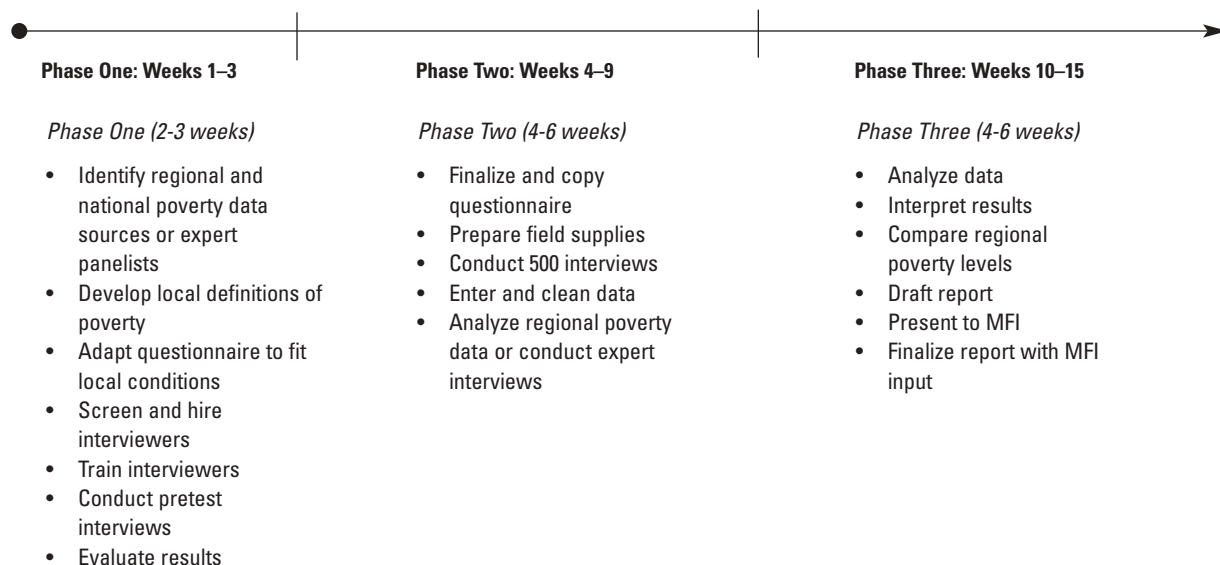 Phase One: Weeks 1–3
Phase One (2-3 weeks)
• Identify regional and
national poverty data
sources or expert
panelists
• Develop local definitions of
poverty
• Adapt questionnaire to fit
local conditions
• Screen and hire
interviewers
• Train interviewers
• Conduct pretest
interviews
• Evaluate results
Phase Two: Weeks 4–9
Phase Two (4-6 weeks)
• Finalize and copy
questionnaire
• Prepare field supplies
• Conduct 500 interviews
• Enter and clean data
• Analyze regional poverty
data or conduct expert
interviews
Phase Three: Weeks 10–15
Phase Three (4-6 weeks)
• Analyze data
• Interpret results
• Compare regional
poverty levels
• Draft report
• Present to MFI
• Finalize report with MFI
input